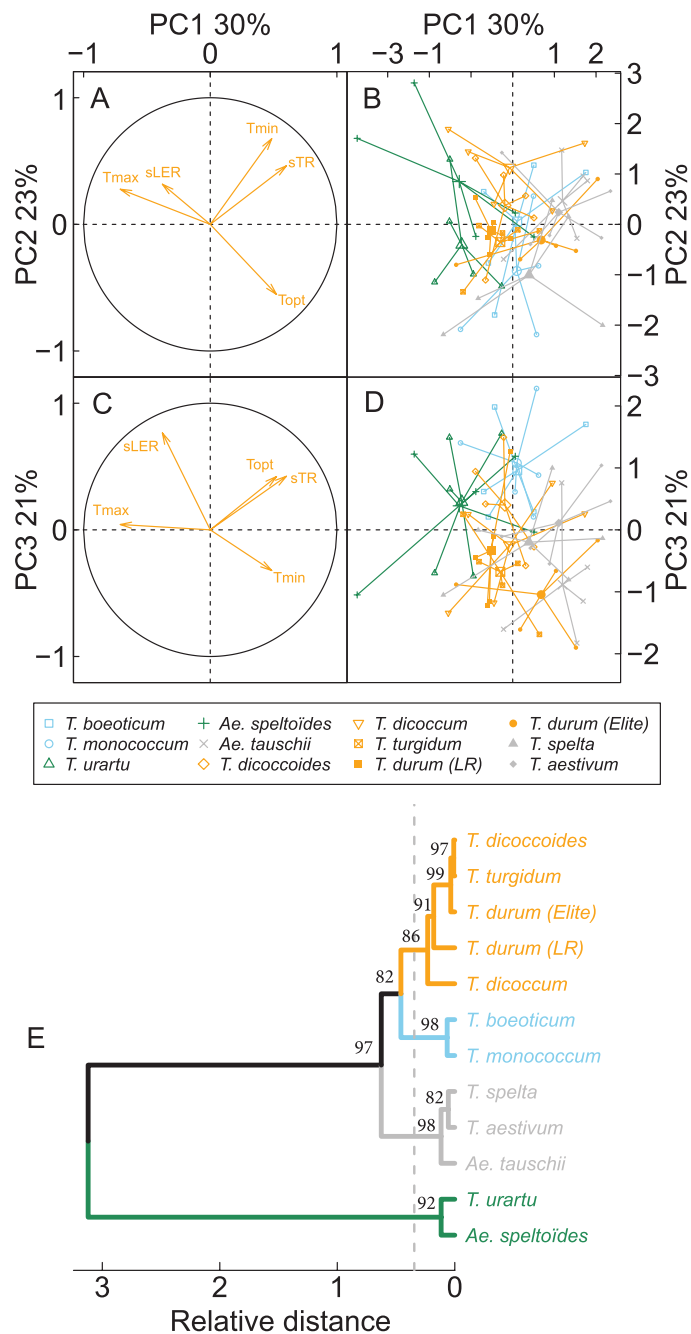 PC1 30%
PC1 30%
−1 0 1
−3 −1 1 2
A
B
Tmin
sTR
sLER
Tmax
Topt
PC2 23%
1
0
−1
3
2
1
0
−1
−2
−3
PC2 23%
C
D
sLER
Topt
sTR
Tmax
Tmin
PC3 21%
1
0
−1
2
1
0
−1
−2
PC3 21%
T. boeoticum
Ae. speltoïdes
T. dicoccum
T. durum (Elite)
T. monococcum
Ae. tauschii
T. turgidum
T. spelta
T. urartu
T. dicoccoides
T. durum (LR)
T. aestivum
E
97
99
91
86
82
98
97
82
98
92
T. dicoccoides
T. turgidum
T. durum (Elite)
T. durum (LR)
T. dicoccum
T. boeoticum
T. monococcum
T. spelta
T. aestivum
Ae. tauschii
T. urartu
Ae. speltoïdes
3 2 1 0
Relative distance